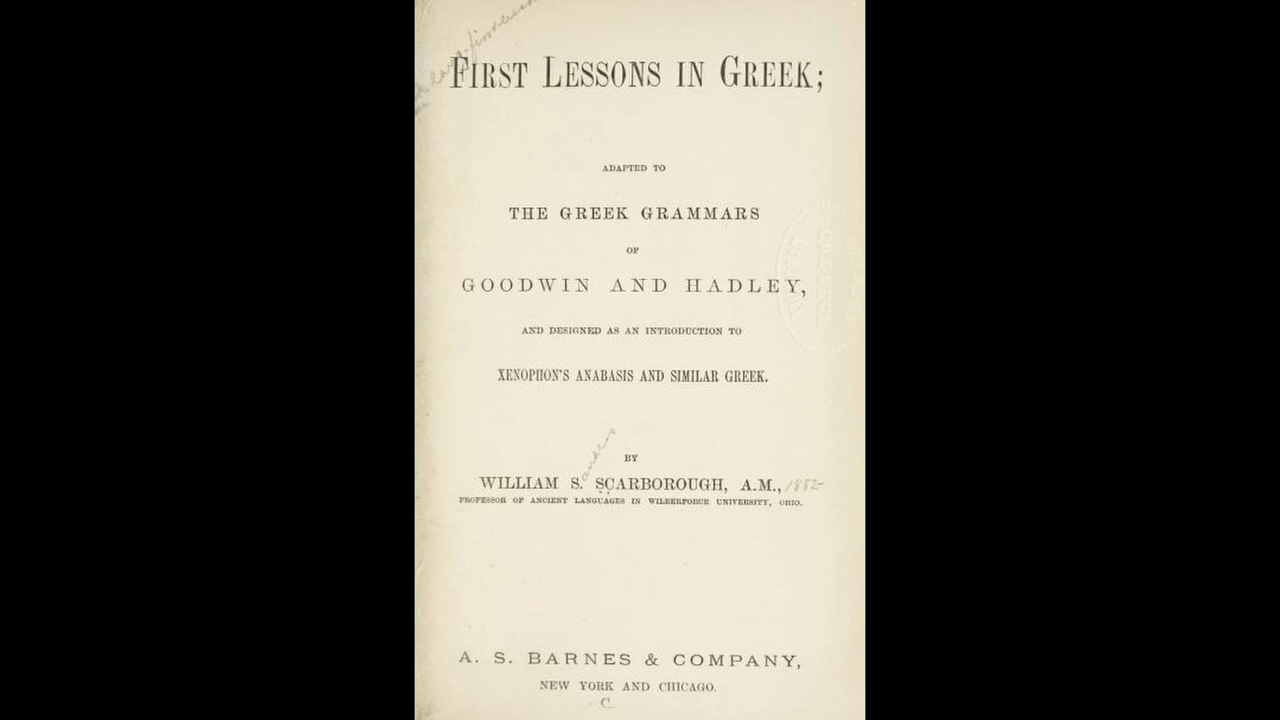 FIRST LESSONS IN GREEK;
ADAPTED TO
THE GREEK GRAMMARS
OF
GOODWIN AND HADLEY,
AND DESIGNED AS AN INTRODUCTION TO
XENOPHON'S ANABASIS AND SIMILAR GREEK.
anders
BY
WILLIAM S. SCARBOROUGH, A.M., 1852-
PROFESSOR OF ANCIENT LANGUAGES IN WILBERFORCE UNIVERSITY, OHIO.
A. S. BARNES & COMPANY,
NEW YORK AND CHICAGO.
C